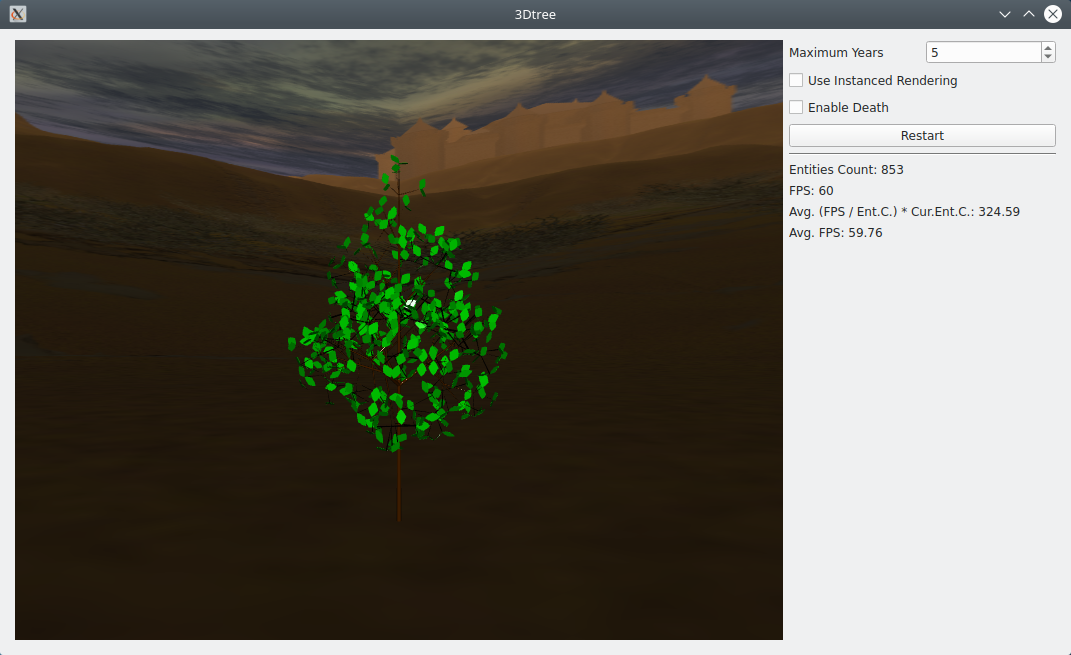 3Dtree
Maximum Years 5
Use Instanced Rendering
Enable Death
Restart
Entities Count: 853
FPS: 60
Avg. (FPS / Ent.C.) * Cur.Ent.C.: 324.59
Avg. FPS: 59.76